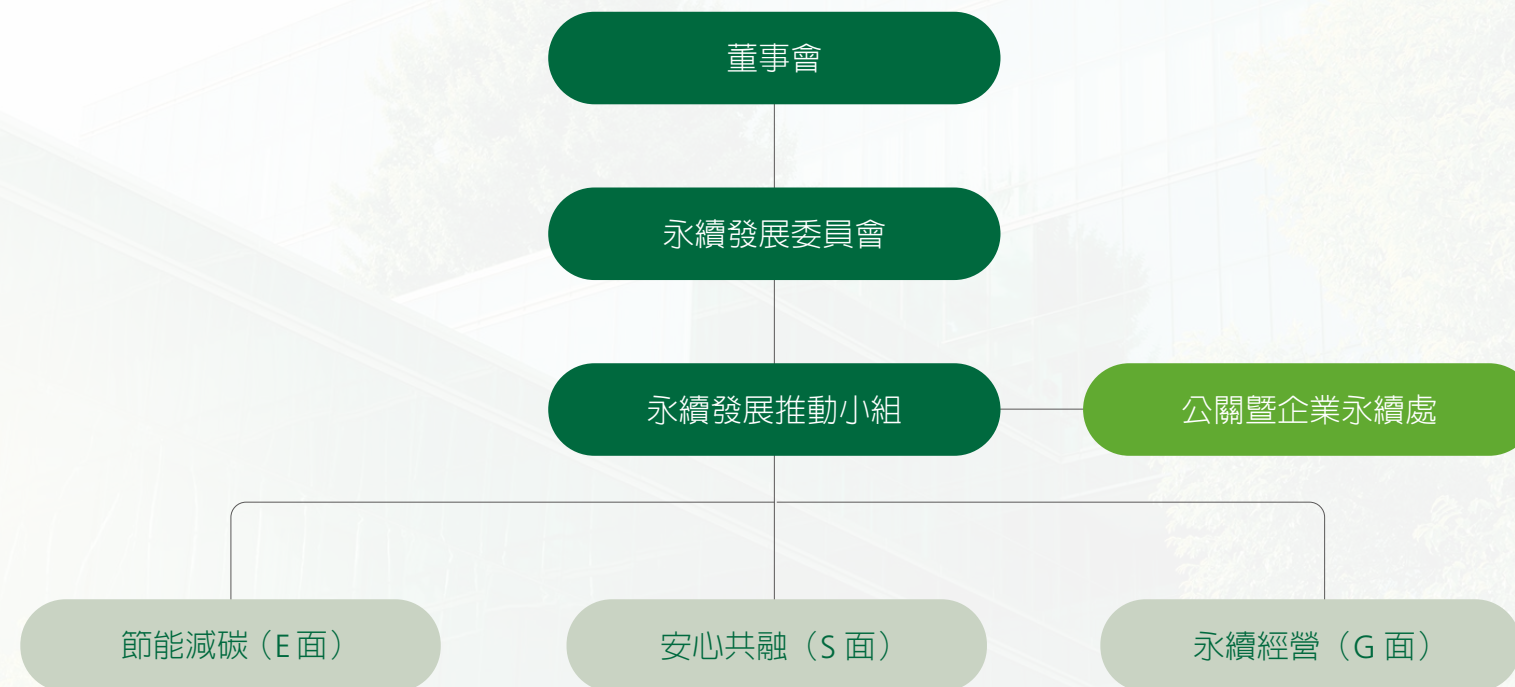 董事會
永續發展委員會
永續發展推動小組
公關暨企業永續處
節能減碳（E 面）
安心共融（S 面）
永續經營（G 面）